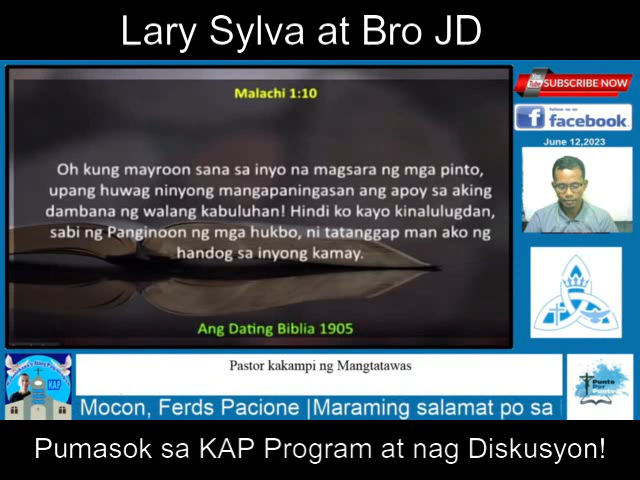 Lary Sylva at Bro JD
Malachi 1:10
Oh kung mayroon sana sa inyo na magsara ng mga pinto,
upang huwag ninyong mangapaningasan ang apoy sa aking
dambana ng walang kabuluhan! Hindi ko kayo kinalulugdan,
sabi ng Panginoon ng mga hukbo, ni tatanggap man ako ng
handog sa inyong kamay.
Ang Dating Biblia 1905
SUBSCRIBE NOW
facebook
June 12,2023
Pastor kakampi ng Mangtatawas
KAP
Mocon, Ferds Pacione |Maraming salamat po sa
Punto
Por
Punto
Pumasok sa KAP Program at nag Diskusyon!